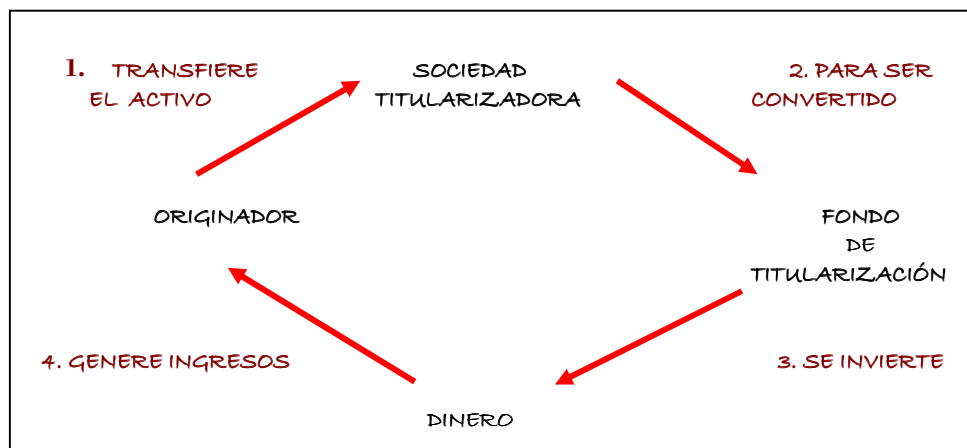 1. TRANSFIERE
EL ACTIVO
SOCIEDAD
TITULARIZADORA
2. PARA SER
CONVERTIDO
ORIGINADOR
FONDO
DE
TITULARIZACIÓN
4. GENERE INGRESOS
3. SE INVIERTE
DINERO